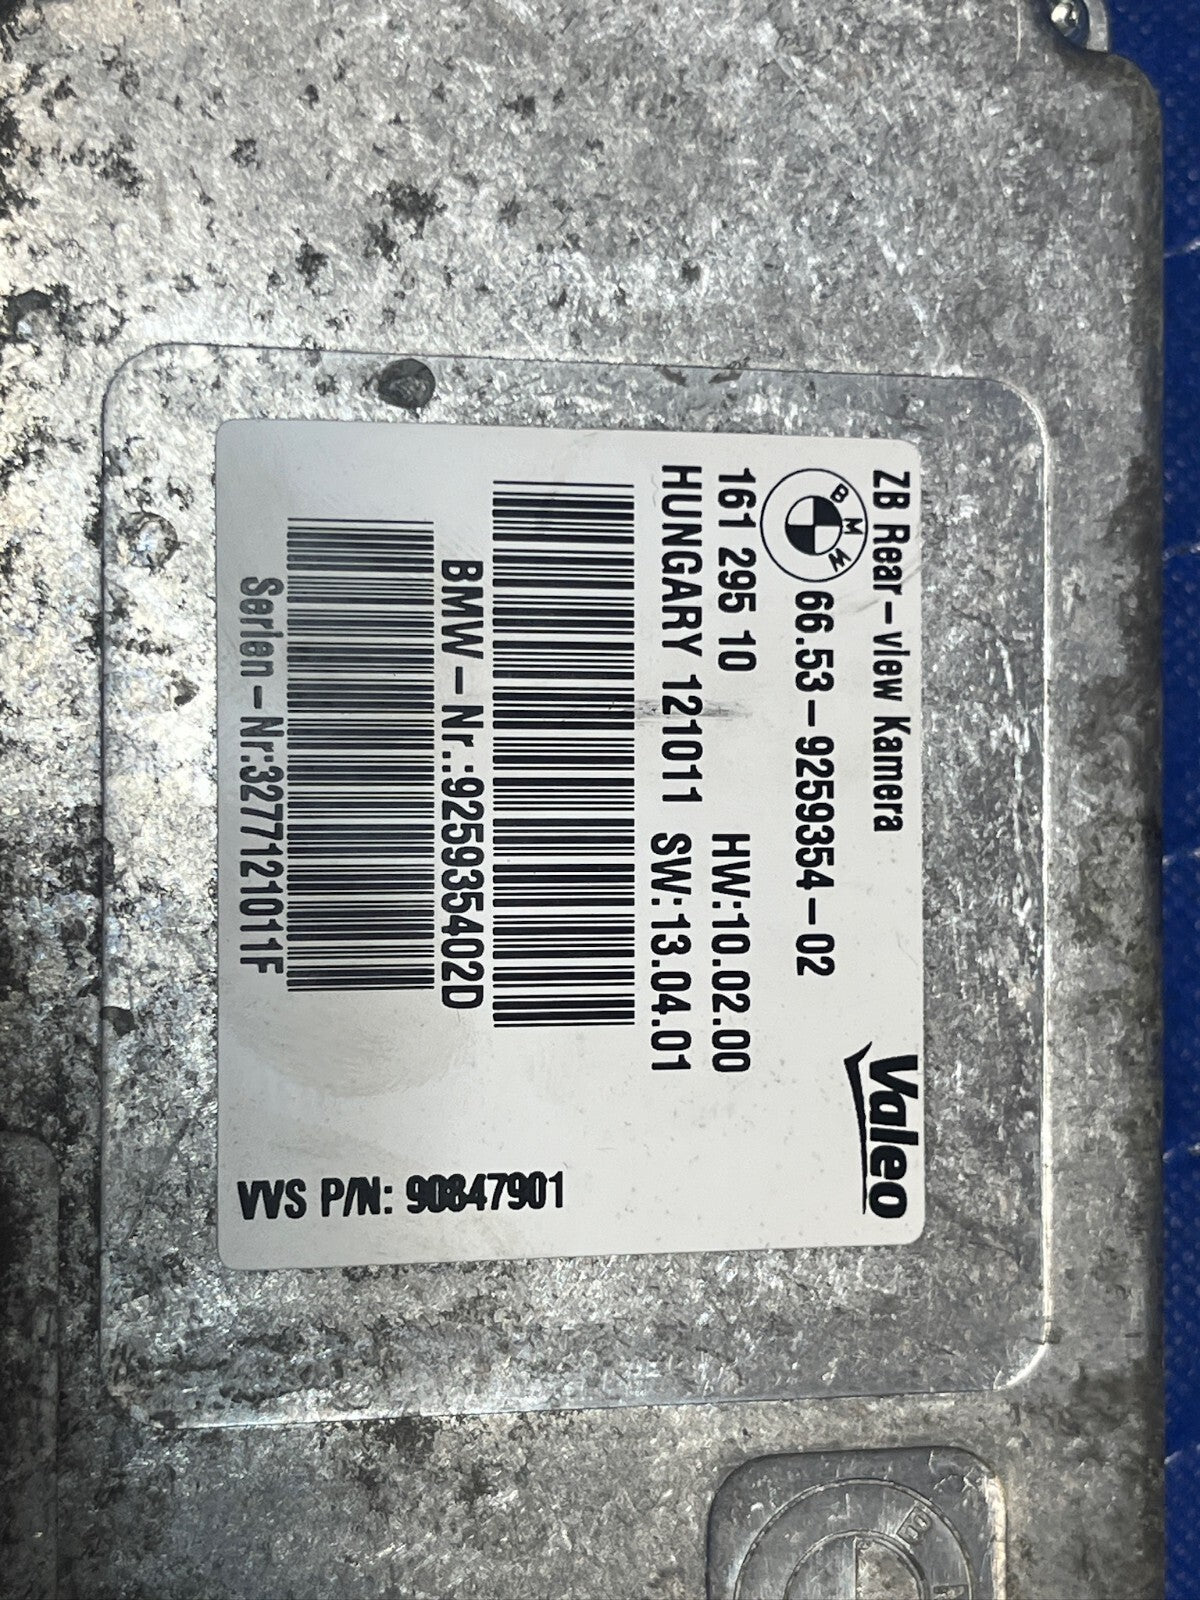 ZB Rear-view Kamera
Valeo
BMW
66.53-9259354-02
161 295 10 HW:10.02.00
HUNGARY 121011 SW:13.04.01
BMW-Nr.:925935402D
Serien-Nr:3277121011F
VVS P/N: 90847901